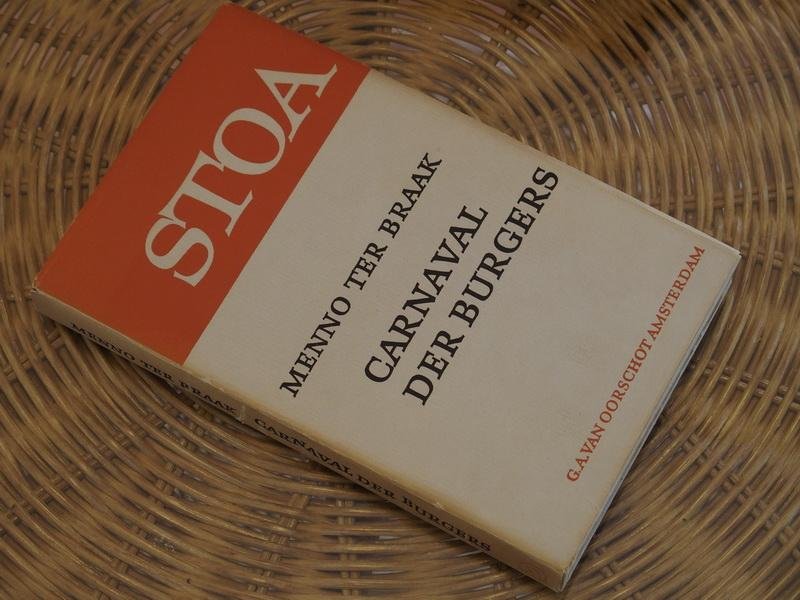 STOA
MENNO TER BRAAK
CARNAVAL
DER BURGERS
G.A.VAN OORSCHOT AMSTERDAM
MENNO TER BRAAK CARNAVAL DER BURGERS